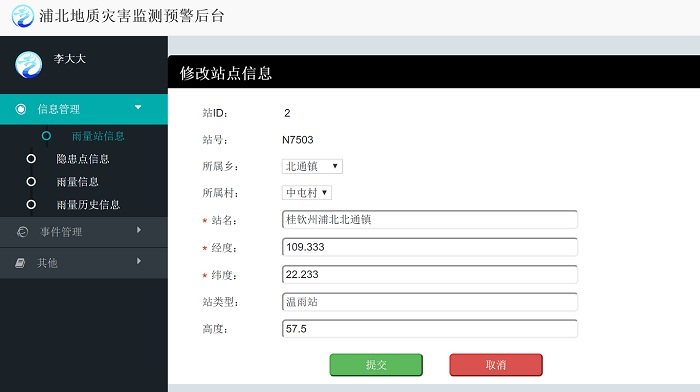 浦北地质灾害监测预警后台
李大大
信息管理
雨量站信息
隐患点信息
雨量信息
雨量历史信息
事件管理
其他
修改站点信息
站ID： 2
站号： N7503
所属乡： 北通镇
所属村： 中屯村
* 站名： 桂钦州浦北北通镇
* 经度： 109.333
* 纬度： 22.233
站类型： 温雨站
高度： 57.5
提交 取消